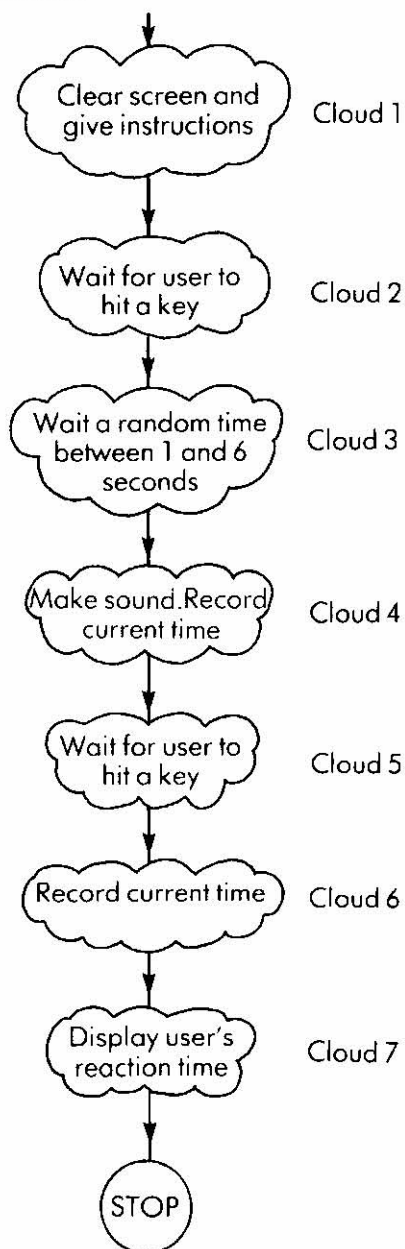 Clear screen and
give instructions
Cloud 1
Wait for user to
hit a key
Cloud 2
Wait a random time
between 1 and 6
seconds
Cloud 3
Make sound.Record
current time
Cloud 4
Wait for user to
hit a key
Cloud 5
Record current time
Cloud 6
Display user's
reaction time
Cloud 7
STOP